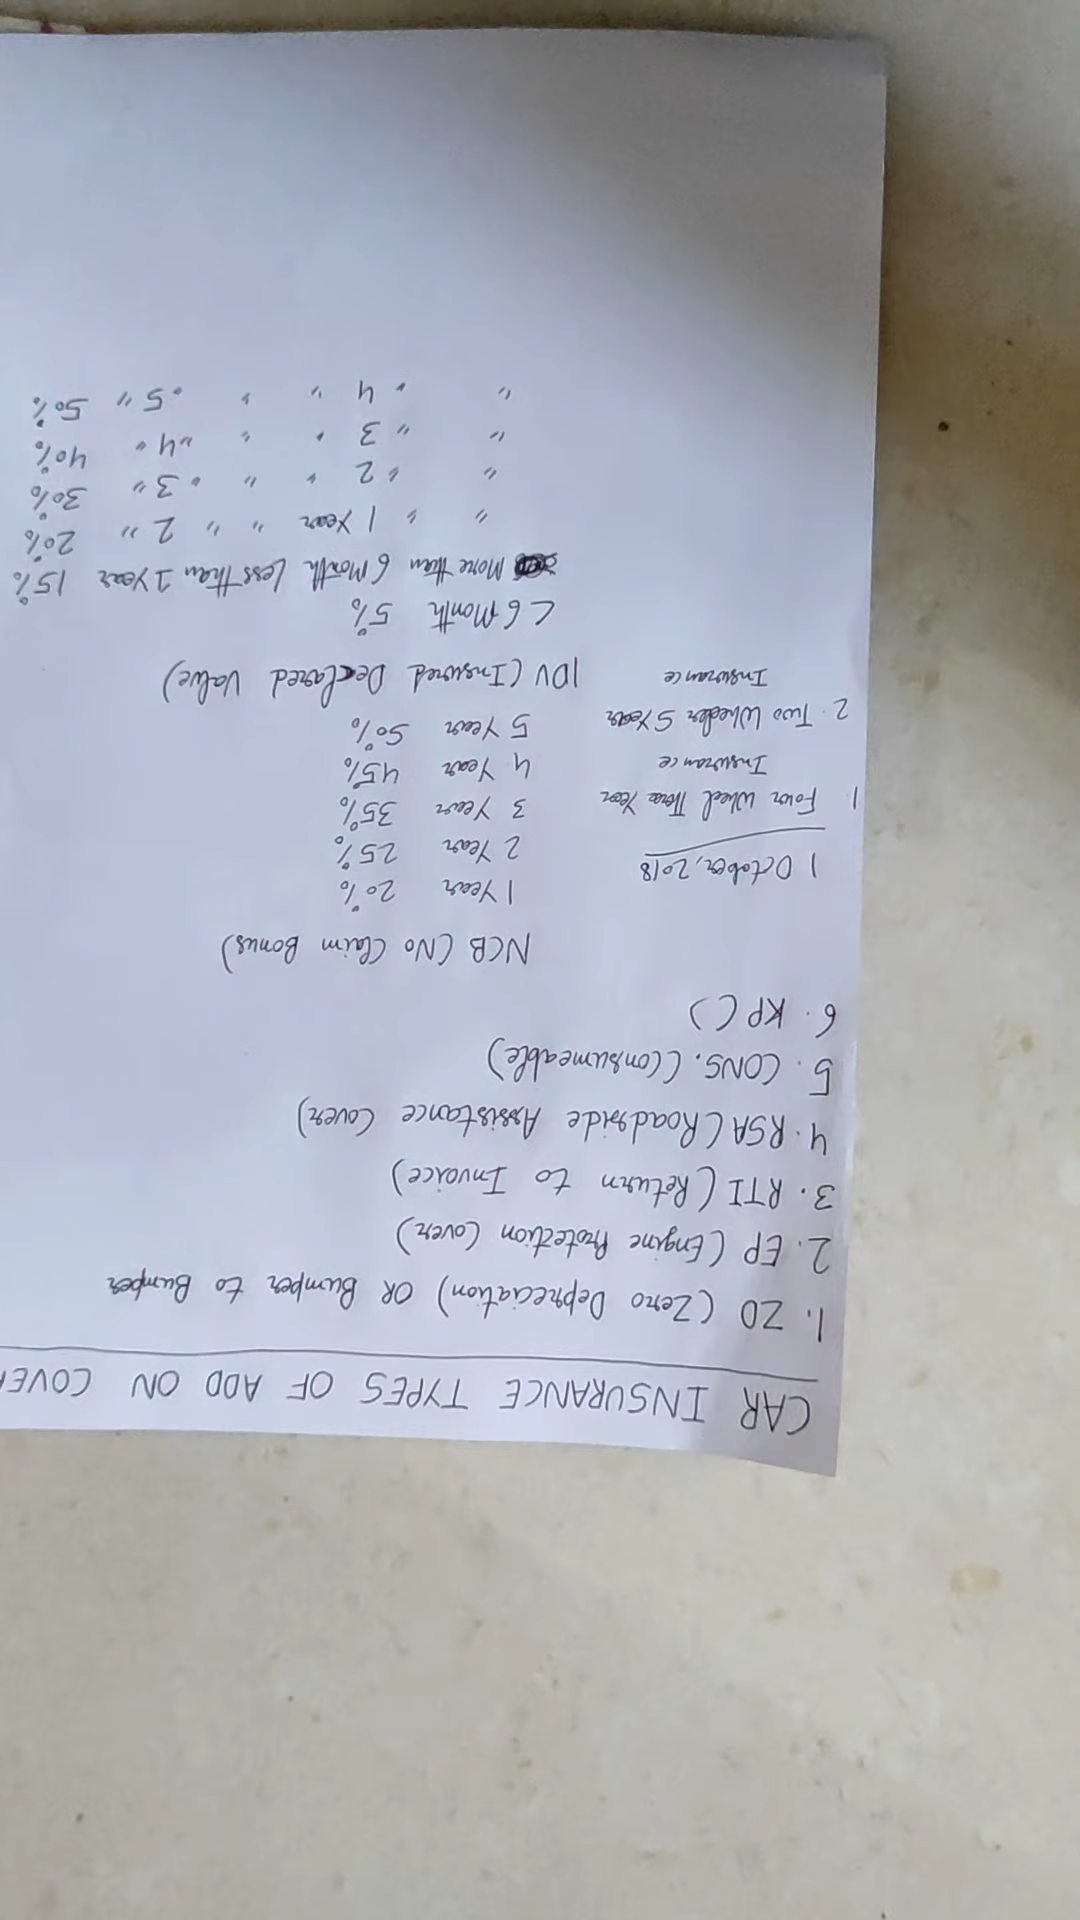 CAR INSURANCE TYPES OF ADD ON COVER
1. ZD (Zero Depreciation) OR Bumper to Bumper
2. EP (Engine Protection Cover)
3. RTI (Return to Invoice)
4. RSA (Roadside Assistance Cover)
5. CONS. (Consumeable)
6. KP ( )
NCB (No Claim Bonus)
1 Year 20%
2 Year 25%
3 Year 35%
4 Year 45%
5 Year 50%
1 October, 2018
1 Four Wheel Three Year
Insurance
2. Two Wheeler 5 Year
Insurance
IDV (Insured Declared Value)
< 6 Month 5%
More than 6 Month Less than 1 Year 15%
" " 1 Year " " 2 " 20%
" " 2 " " " 3 " 30%
" " 3 " " " 4 " 40%
" " 4 " " " 5 " 50%